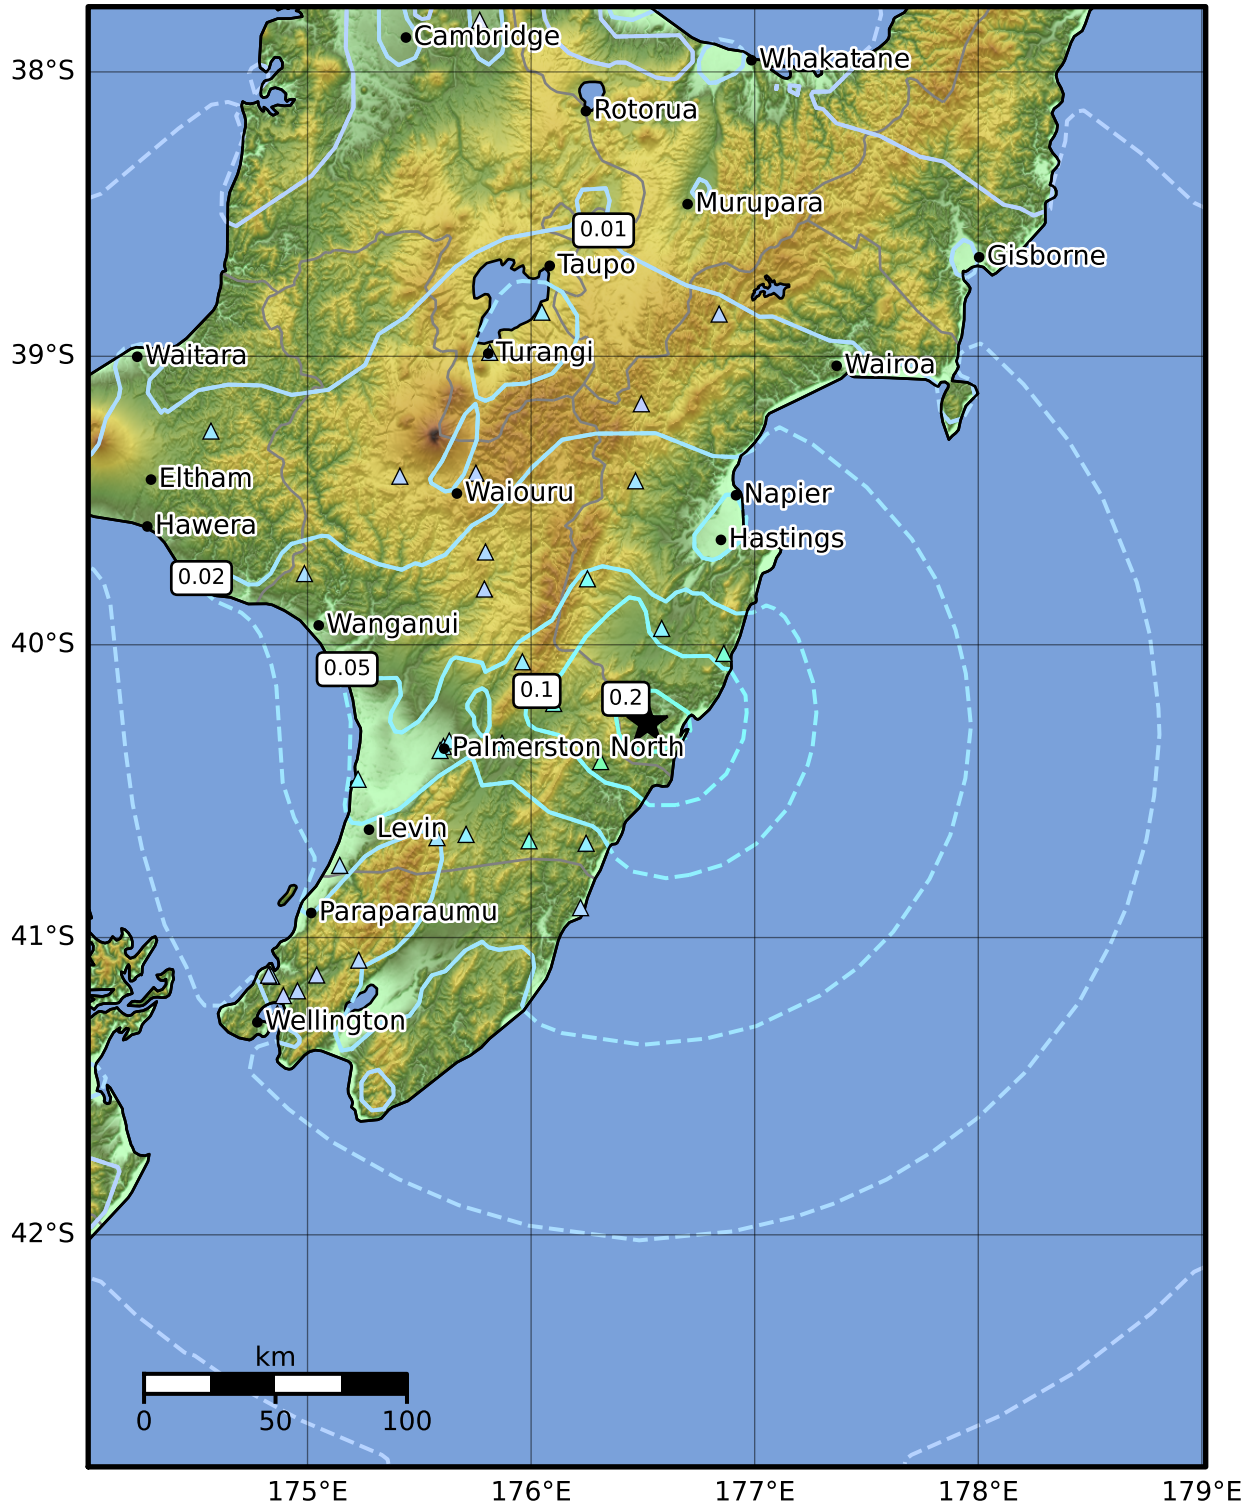 Cambridge
Whakatane
38°S
Rotorua
Murupara
0.01
Gisborne
Taupo
Waitara
39°S
Turangi
Wairoa
Eltham
Waiouru
Napier
Hawera
Hastings
0.02
Wanganui
40°S
0.05
0.1
0.2
Palmerston North
Levin
Paraparaumu
41°S
Wellington
42°S
km
0 50 100
175°E 176°E 177°E 178°E 179°E